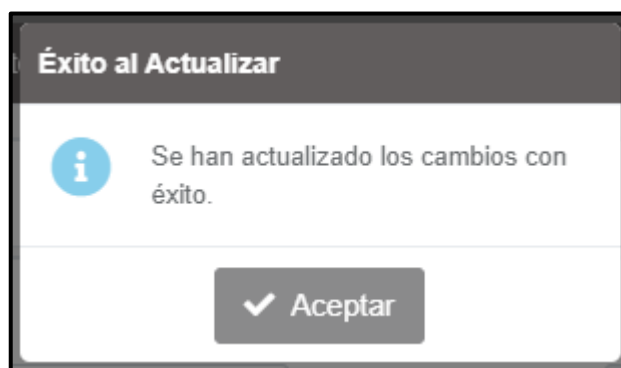 Éxito al Actualizar
Se han actualizado los cambios con
éxito.
Aceptar